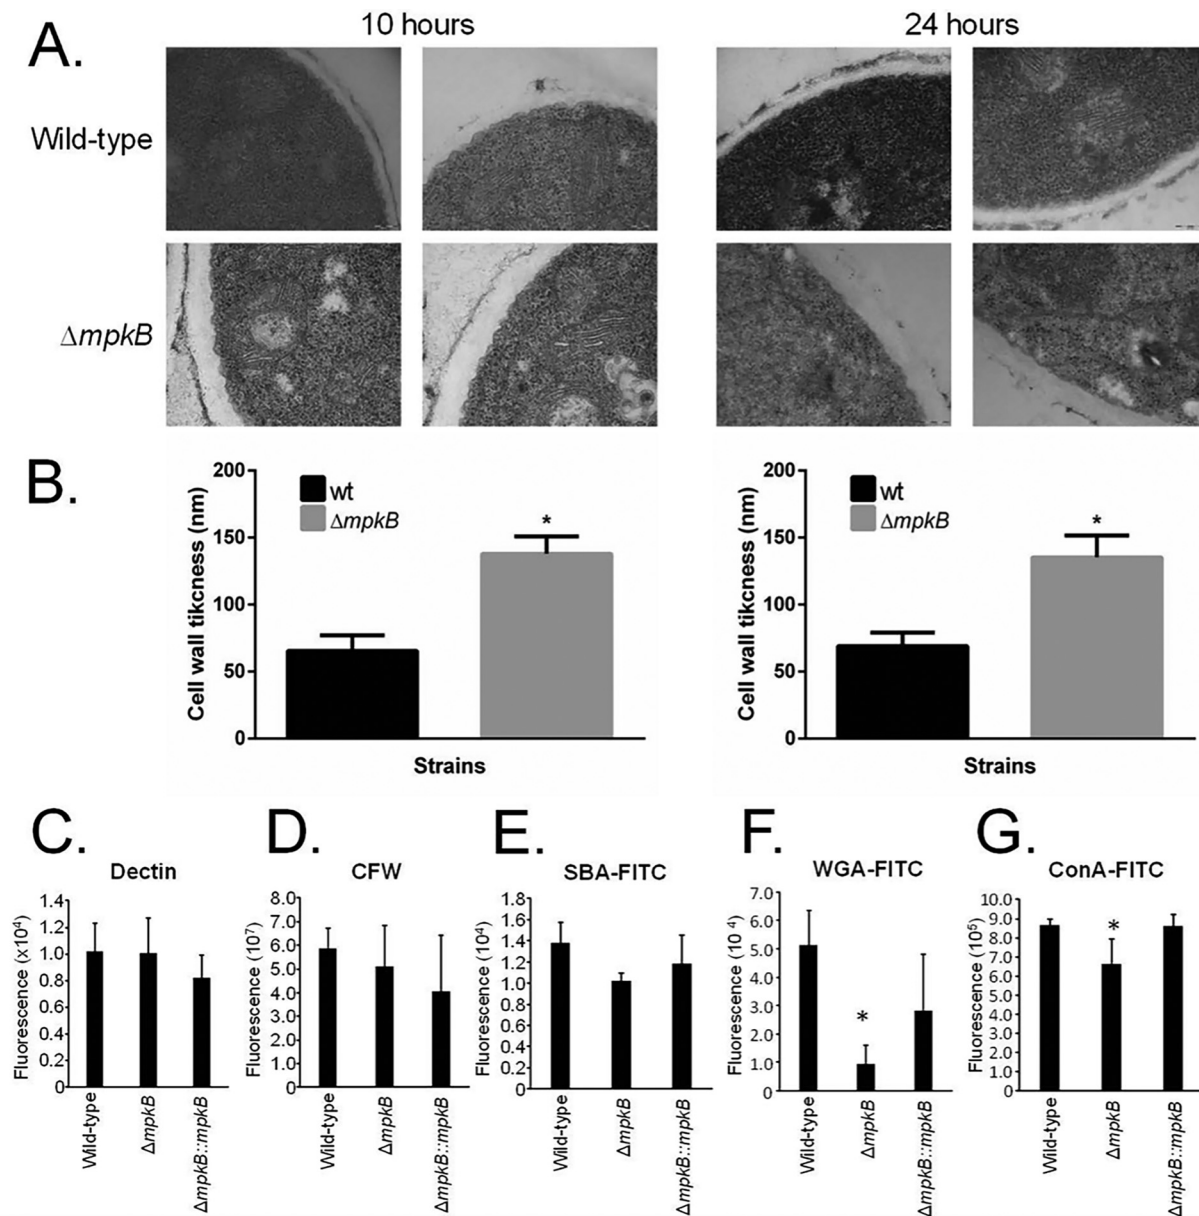 A.
10 hours
24 hours
Wild-type
ΔmpkB
B.
Cell wall tikcness (nm)
200
150
100
50
0
wt
ΔmpkB
*
Strains
Cell wall tikcness (nm)
200
150
100
50
0
wt
ΔmpkB
*
Strains
C.
Dectin
Fluorescence (x10⁴)
1.4
1.2
1.0
0.8
0.6
0.4
0.2
0
Wild-type
ΔmpkB
ΔmpkB::mpkB
D.
CFW
Fluorescence (10⁷)
8.0
7.0
6.0
5.0
4.0
3.0
2.0
1.0
0
Wild-type
ΔmpkB
ΔmpkB::mpkB
E.
SBA-FITC
Fluorescence (10⁴)
1.8
1.6
1.4
1.2
1.0
0.8
0.6
0.4
0.2
0
Wild-type
ΔmpkB
ΔmpkB::mpkB
F.
WGA-FITC
Fluorescence (10 ⁴)
7.0
6.0
5.0
4.0
3.0
2.0
1.0
0
*
Wild-type
ΔmpkB
ΔmpkB::mpkB
G.
ConA-FITC
Fluorescence (10⁵)
10.0
9.0
8.0
7.0
6.0
5.0
4.0
3.0
2.0
1.0
0.0
*
Wild-type
ΔmpkB
ΔmpkB::mpkB